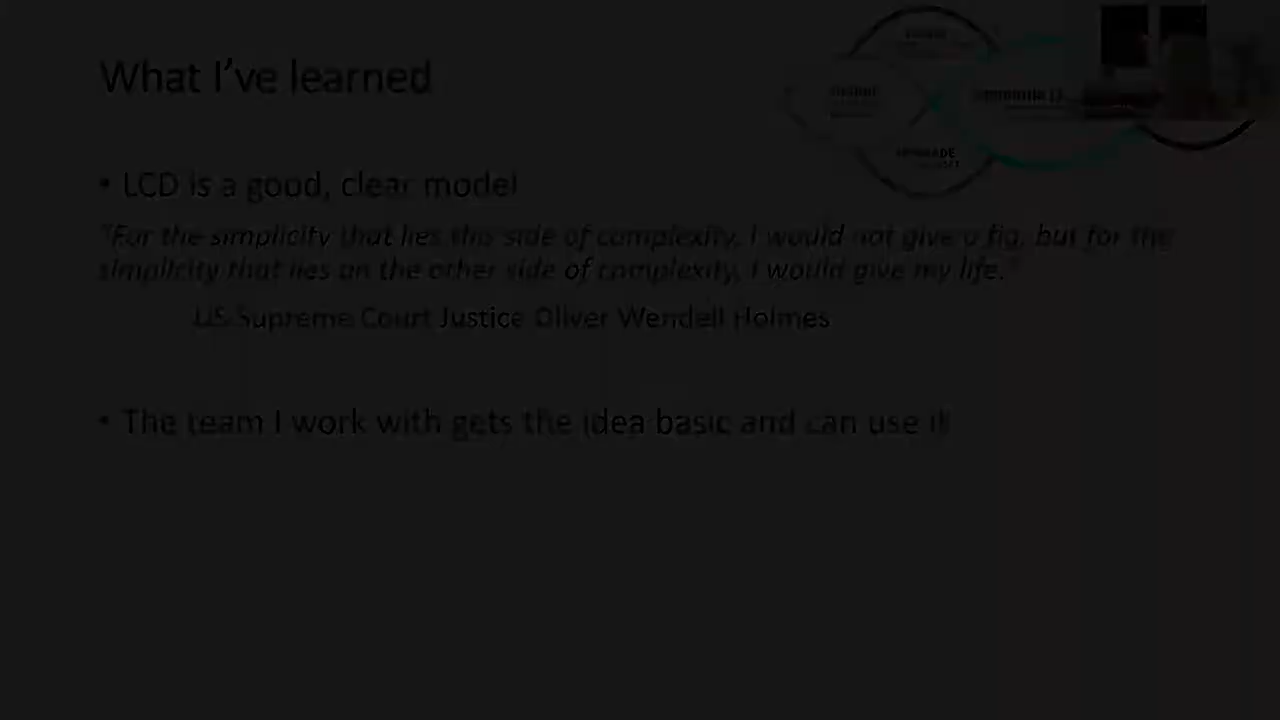 What I've learned
• LCD is a good, clear model
"For the simplicity that lies this side of complexity, I would not give a fig, but for the
simplicity that lies on the other side of complexity, I would give my life."
US Supreme Court Justice Oliver Wendell Holmes
• The team I work with gets the idea basic and can use it